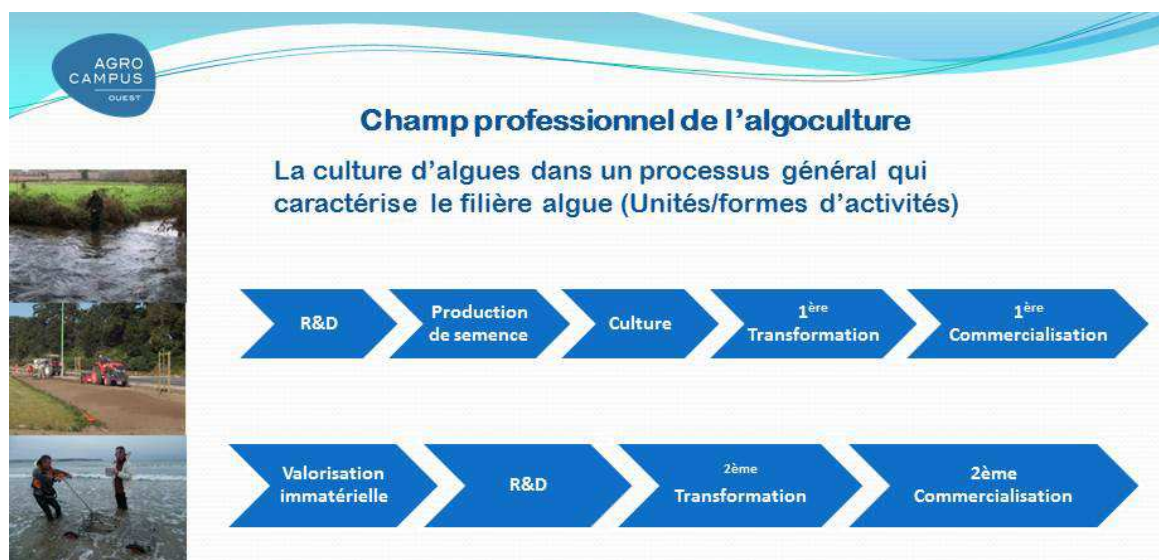 AGRO
CAMPUS
OUEST
Champ professionnel de l'algoculture
La culture d'algues dans un processus général qui
caractérise le filière algue (Unités/formes d'activités)
R&D
Production
de semence
Culture
1ère
Transformation
1ère
Commercialisation
Valorisation
immatérielle
R&D
2ème
Transformation
2ème
Commercialisation